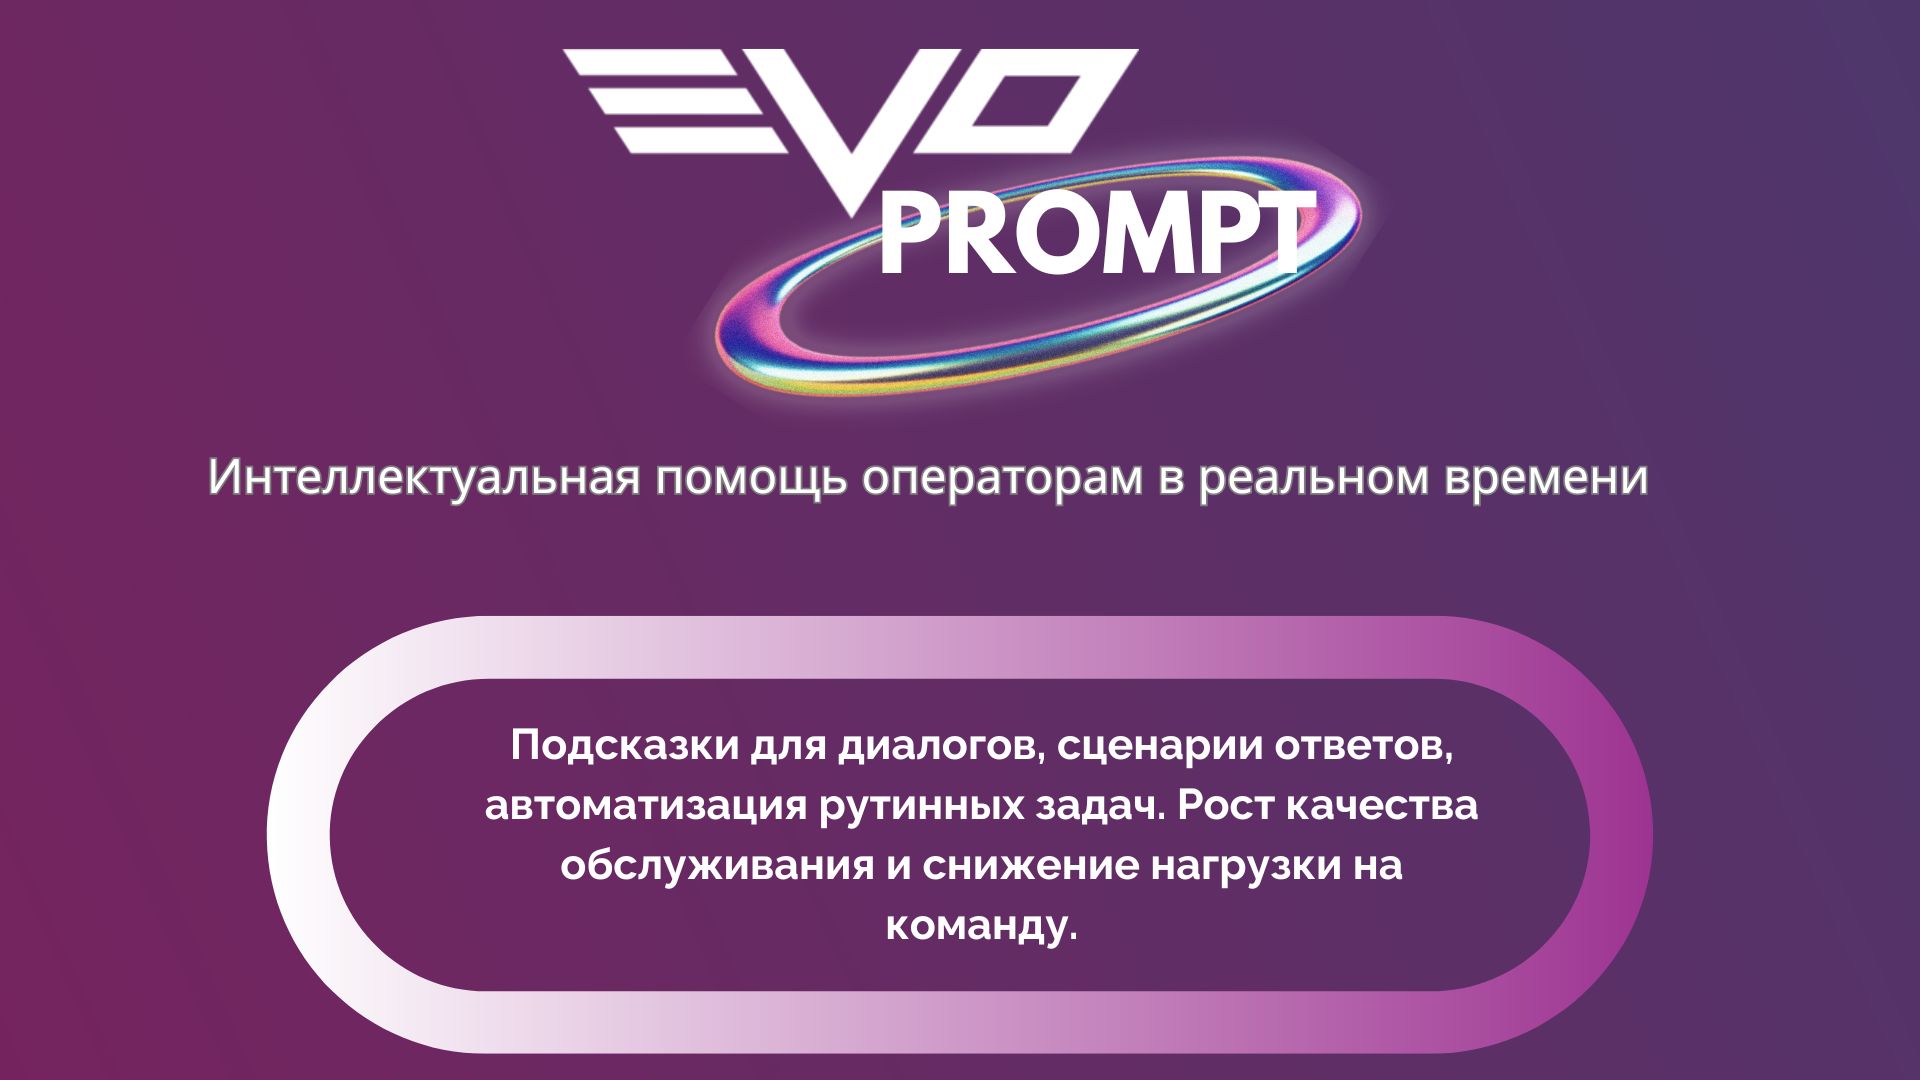 EVO
PROMPT
Интеллектуальная помощь операторам в реальном времени
Подсказки для диалогов, сценарии ответов,
автоматизация рутинных задач. Рост качества
обслуживания и снижение нагрузки на
команду.